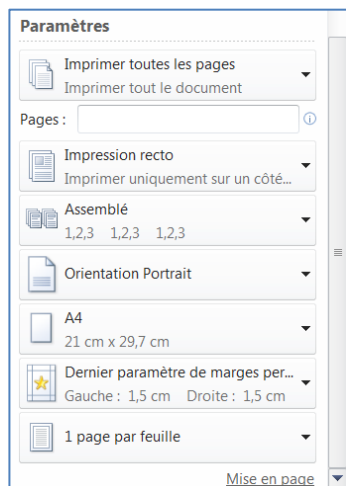 Paramètres
Imprimer toutes les pages
Imprimer tout le document
Pages :
Impression recto
Imprimer uniquement sur un côté...
Assemblé
1,2,3 1,2,3 1,2,3
Orientation Portrait
A4
21 cm x 29,7 cm
Dernier paramètre de marges per...
Gauche : 1,5 cm Droite : 1,5 cm
1 page par feuille
Mise en page